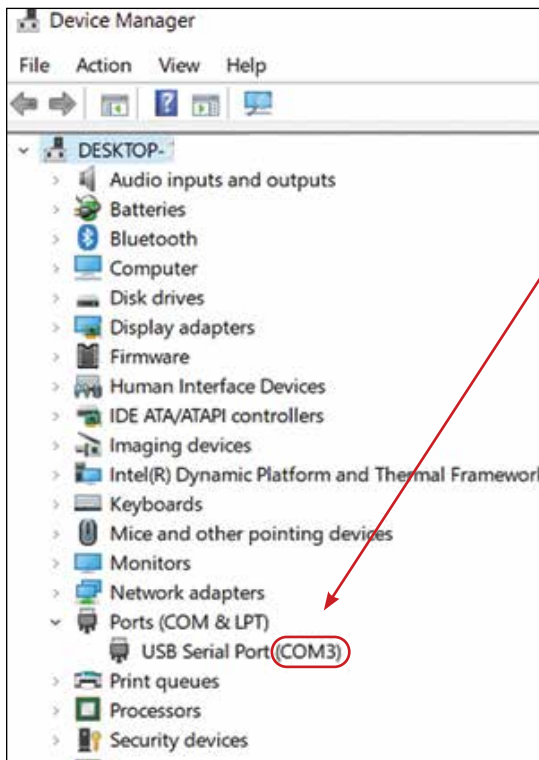 Device Manager
File Action View Help
DESKTOP-
Audio inputs and outputs
Batteries
Bluetooth
Computer
Disk drives
Display adapters
Firmware
Human Interface Devices
IDE ATA/ATAPI controllers
Imaging devices
Intel(R) Dynamic Platform and Thermal Framework
Keyboards
Mice and other pointing devices
Monitors
Network adapters
Ports (COM & LPT)
USB Serial Port (COM3)
Print queues
Processors
Security devices